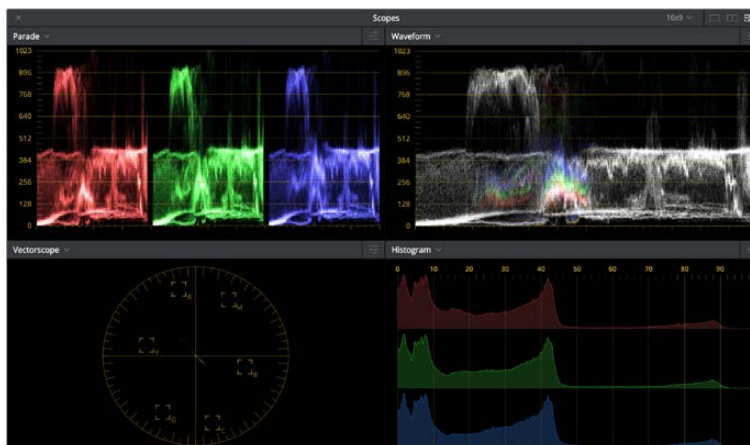 × Scopes 16x9
Parade
Waveform
1023
896
768
640
512
384
256
128
0
1023
896
768
640
512
384
256
128
0
Vectorscope
Histogram
R
M
Y
B
G
C
0 10 20 30 40 50 60 70 80 90